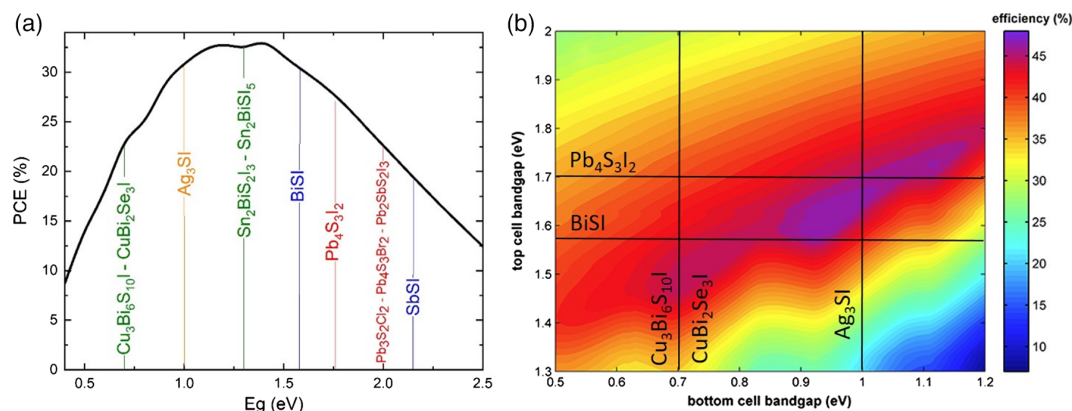 (a)
PCE (%)
30
25
20
15
10
5
0
Cu₃Bi₆S₁₀I - CuBi₂Se₃I
Ag₃SI
Sn₂BiS₂I₃ - Sn₂BiSI₅
BiSI
Pb₄S₃I₂
Pb₃S₂Cl₂ - Pb₄S₃Br₂ - Pb₂SbS₂I₃
SbSI
0.5
1.0
1.5
2.0
2.5
Eg (eV)
(b)
efficiency (%)
top cell bandgap (eV)
2
1.9
1.8
1.7
1.6
1.5
1.4
1.3
Pb₄S₃I₂
BiSI
Cu₃Bi₆S₁₀I
CuBi₂Se₃I
Ag₃SI
0.5
0.6
0.7
0.8
0.9
1
1.1
1.2
bottom cell bandgap (eV)
45
40
35
30
25
20
15
10